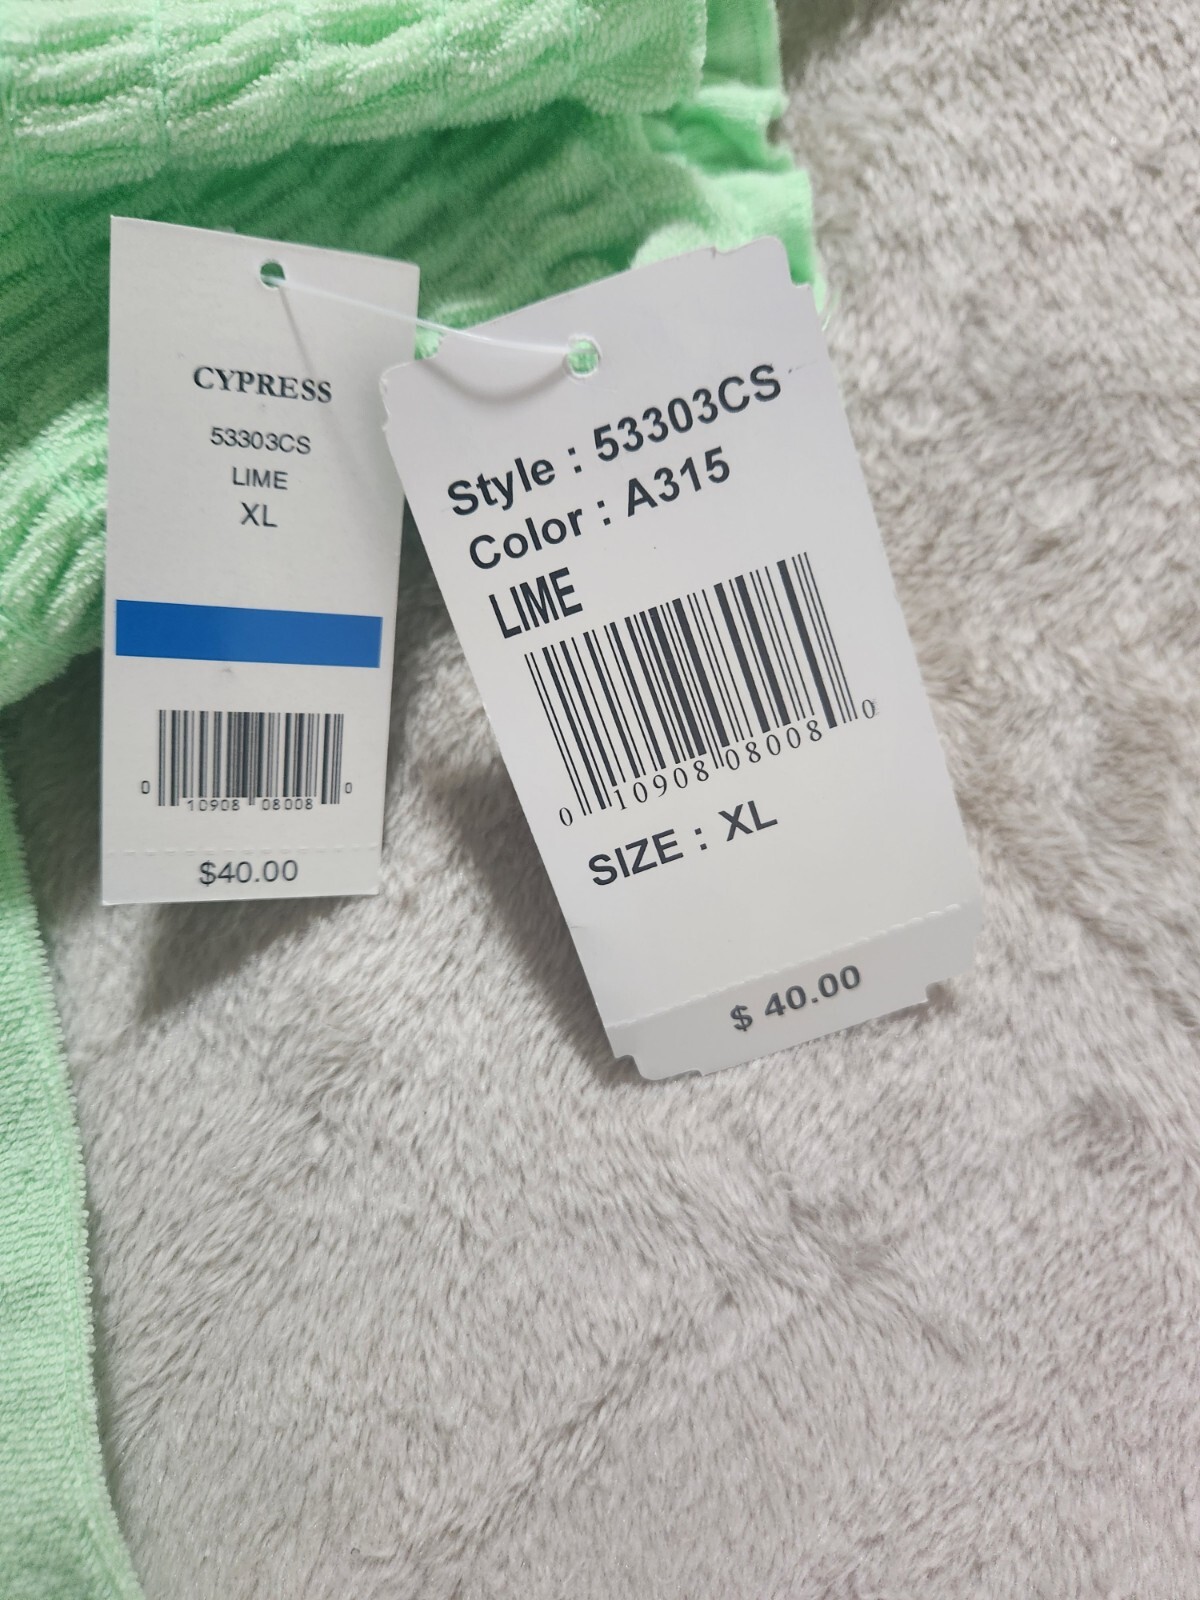 CYPRESS
53303CS
LIME
XL
0 10908 08008 0
$40.00
Style : 53303CS
Color : A315
LIME
0 10908 08008 0
SIZE : XL
$ 40.00